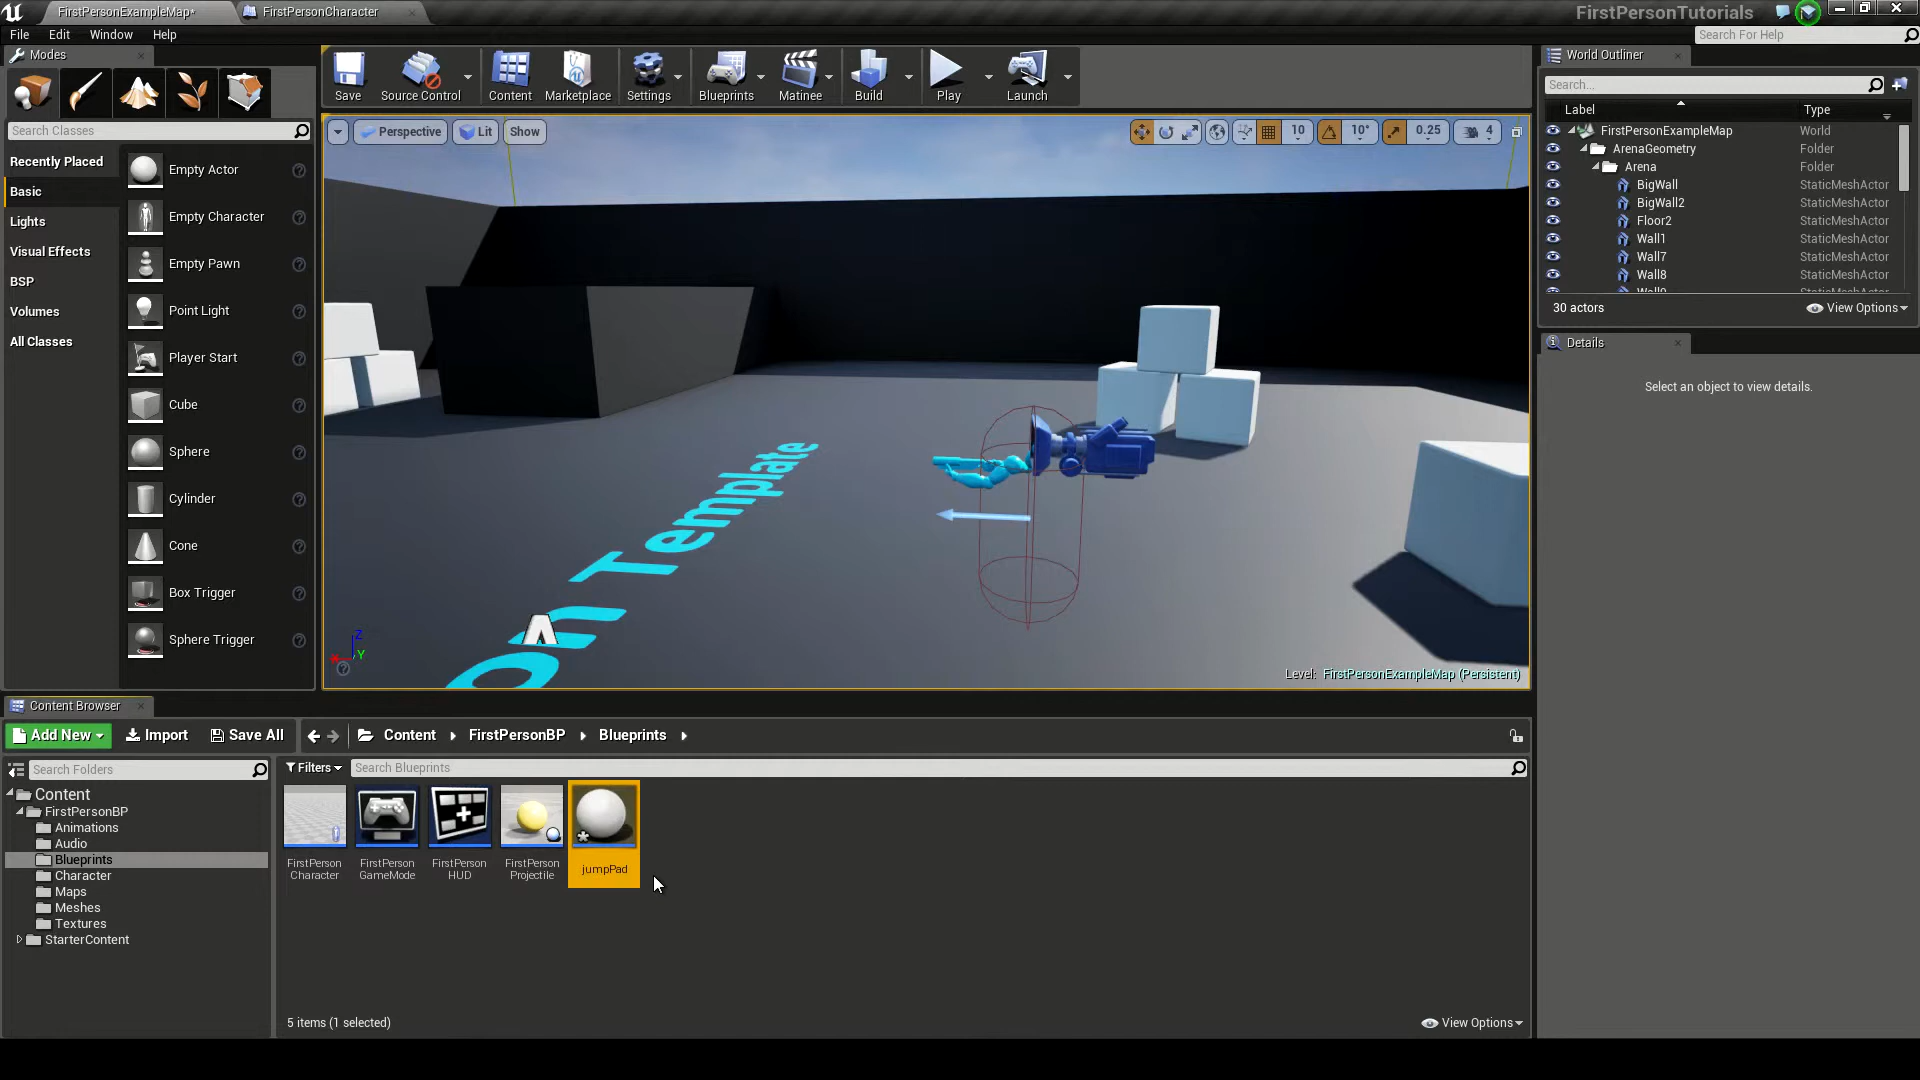 FirstPersonExampleMap*
FirstPersonCharacter
FirstPersonTutorials
File Edit Window Help
Search For Help
Modes
Save
Source Control
Content
Marketplace
Settings
Blueprints
Matinee
Build
Play
Launch
World Outliner
Search...
Label Type
FirstPersonExampleMap World
ArenaGeometry Folder
Arena Folder
BigWall StaticMeshActor
BigWall2 StaticMeshActor
Floor2 StaticMeshActor
Wall1 StaticMeshActor
Wall7 StaticMeshActor
Wall8 StaticMeshActor
30 actors
View Options
Details
Select an object to view details.
Search Classes
Recently Placed
Basic
Lights
Visual Effects
BSP
Volumes
All Classes
Empty Actor
Empty Character
Empty Pawn
Point Light
Player Start
Cube
Sphere
Cylinder
Cone
Box Trigger
Sphere Trigger
Perspective Lit Show
10 10° 0.25 4
on Template
Z
Y
Level: FirstPersonExampleMap (Persistent)
Content Browser
Add New Import Save All Content FirstPersonBP Blueprints
Search Folders
Filters Search Blueprints
Content
FirstPersonBP
Animations
Audio
Blueprints
Character
Maps
Meshes
Textures
StarterContent
FirstPerson
Character
FirstPerson
GameMode
FirstPerson
HUD
FirstPerson
Projectile
jumpPad
5 items (1 selected)
View Options